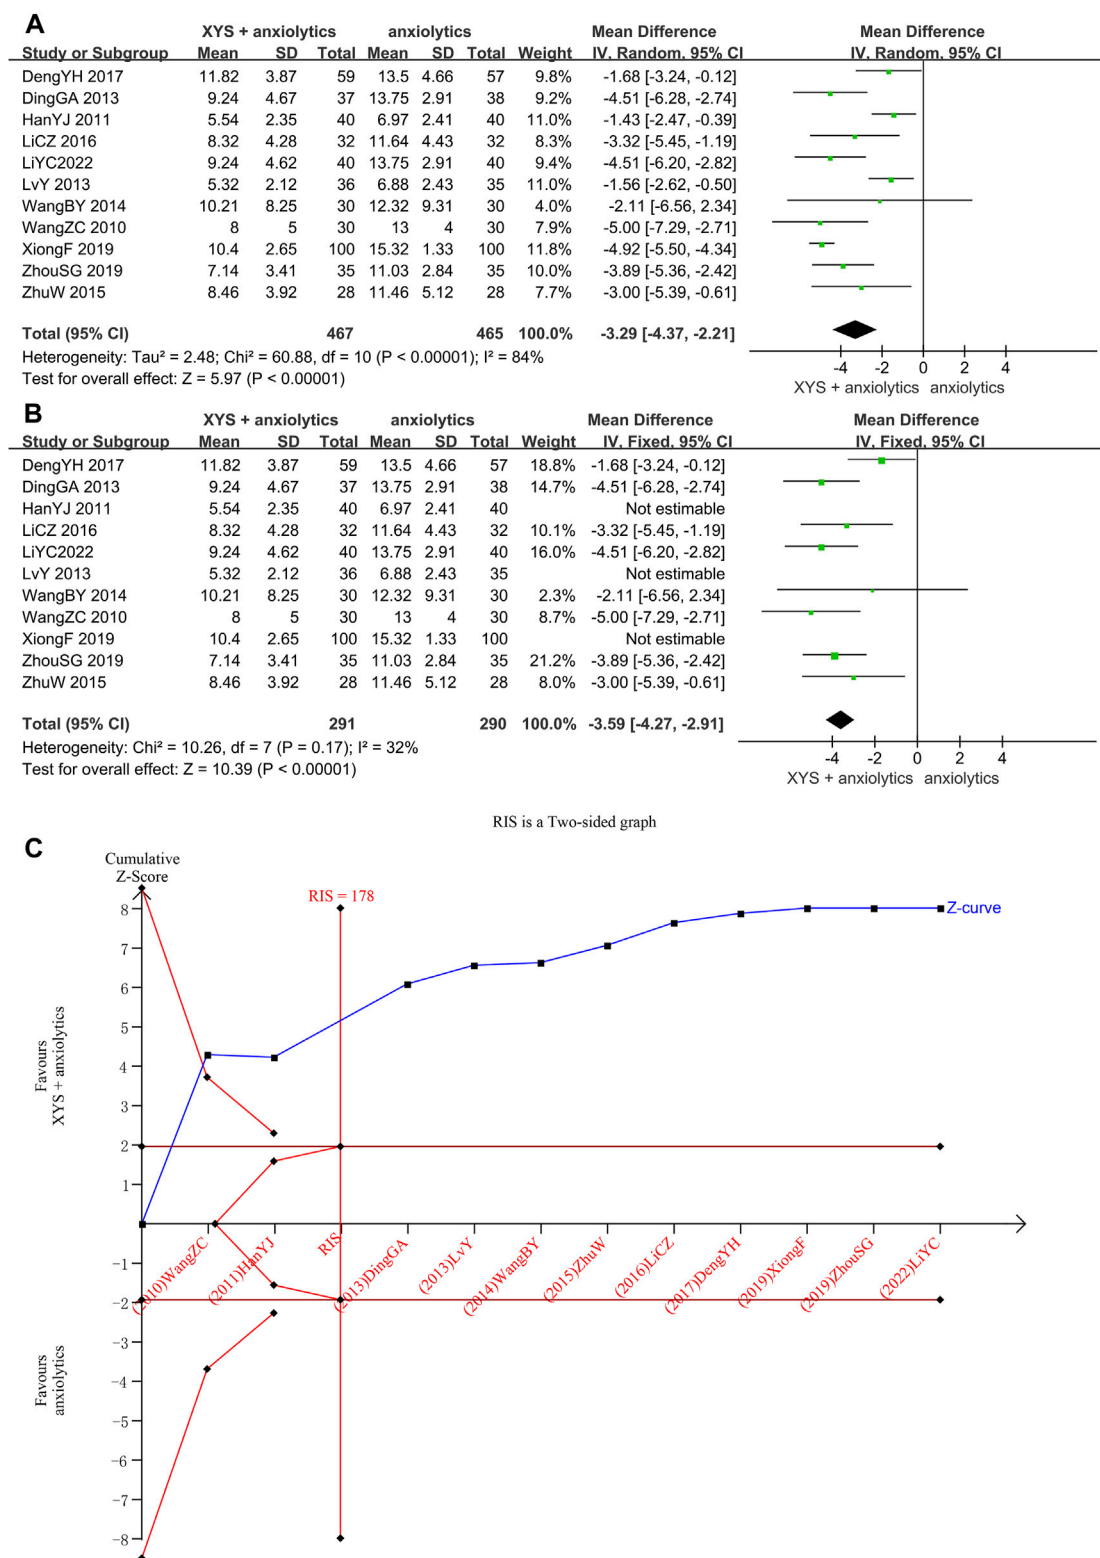 A
XYS + anxiolytics anxiolytics Mean Difference Mean Difference
Study or Subgroup Mean SD Total Mean SD Total Weight IV, Random, 95% CI IV, Random, 95% CI
DengYH 2017 11.82 3.87 59 13.5 4.66 57 9.8% -1.68 [-3.24, -0.12]
DingGA 2013 9.24 4.67 37 13.75 2.91 38 9.2% -4.51 [-6.28, -2.74]
HanYJ 2011 5.54 2.35 40 6.97 2.41 40 11.0% -1.43 [-2.47, -0.39]
LiCZ 2016 8.32 4.28 32 11.64 4.43 32 8.3% -3.32 [-5.45, -1.19]
LiYC2022 9.24 4.62 40 13.75 2.91 40 9.4% -4.51 [-6.20, -2.82]
LvY 2013 5.32 2.12 36 6.88 2.43 35 11.0% -1.56 [-2.62, -0.50]
WangBY 2014 10.21 8.25 30 12.32 9.31 30 4.0% -2.11 [-6.56, 2.34]
WangZC 2010 8 5 30 13 4 30 7.9% -5.00 [-7.29, -2.71]
XiongF 2019 10.4 2.65 100 15.32 1.33 100 11.8% -4.92 [-5.50, -4.34]
ZhouSG 2019 7.14 3.41 35 11.03 2.84 35 10.0% -3.89 [-5.36, -2.42]
ZhuW 2015 8.46 3.92 28 11.46 5.12 28 7.7% -3.00 [-5.39, -0.61]
Total (95% CI) 467 465 100.0% -3.29 [-4.37, -2.21]
Heterogeneity: Tau² = 2.48; Chi² = 60.88, df = 10 (P < 0.00001); I² = 84%
Test for overall effect: Z = 5.97 (P < 0.00001)
-4 -2 0 2 4
XYS + anxiolytics anxiolytics
B
XYS + anxiolytics anxiolytics Mean Difference Mean Difference
Study or Subgroup Mean SD Total Mean SD Total Weight IV, Fixed, 95% CI IV, Fixed, 95% CI
DengYH 2017 11.82 3.87 59 13.5 4.66 57 18.8% -1.68 [-3.24, -0.12]
DingGA 2013 9.24 4.67 37 13.75 2.91 38 14.7% -4.51 [-6.28, -2.74]
HanYJ 2011 5.54 2.35 40 6.97 2.41 40 Not estimable
LiCZ 2016 8.32 4.28 32 11.64 4.43 32 10.1% -3.32 [-5.45, -1.19]
LiYC2022 9.24 4.62 40 13.75 2.91 40 16.0% -4.51 [-6.20, -2.82]
LvY 2013 5.32 2.12 36 6.88 2.43 35 Not estimable
WangBY 2014 10.21 8.25 30 12.32 9.31 30 2.3% -2.11 [-6.56, 2.34]
WangZC 2010 8 5 30 13 4 30 8.7% -5.00 [-7.29, -2.71]
XiongF 2019 10.4 2.65 100 15.32 1.33 100 Not estimable
ZhouSG 2019 7.14 3.41 35 11.03 2.84 35 21.2% -3.89 [-5.36, -2.42]
ZhuW 2015 8.46 3.92 28 11.46 5.12 28 8.0% -3.00 [-5.39, -0.61]
Total (95% CI) 291 290 100.0% -3.59 [-4.27, -2.91]
Heterogeneity: Chi² = 10.26, df = 7 (P = 0.17); I² = 32%
Test for overall effect: Z = 10.39 (P < 0.00001)
-4 -2 0 2 4
XYS + anxiolytics anxiolytics
RIS is a Two-sided graph
C
Cumulative
Z-Score
RIS = 178
Z-curve
8
7
6
5
4
3
2
1
-1
-2
-3
-4
-5
-6
-7
-8
Favours
XYS + anxiolytics
Favours
anxiolytics
(2010)WangZC
(2011)HanYJ
RIS
(2013)DingGA
(2013)LvY
(2014)WangBY
(2015)ZhuW
(2016)LiCZ
(2017)DengYH
(2019)XiongF
(2019)ZhouSG
(2022)LiYC